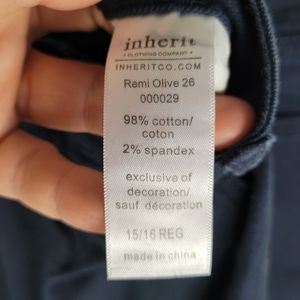 inherit
• CLOTHING COMPANY •
INHERITCO.COM
Remi Olive 26
000029
98% cotton/
coton
2% spandex
exclusive of
decoration/
sauf décoration
15/16 REG
made in china